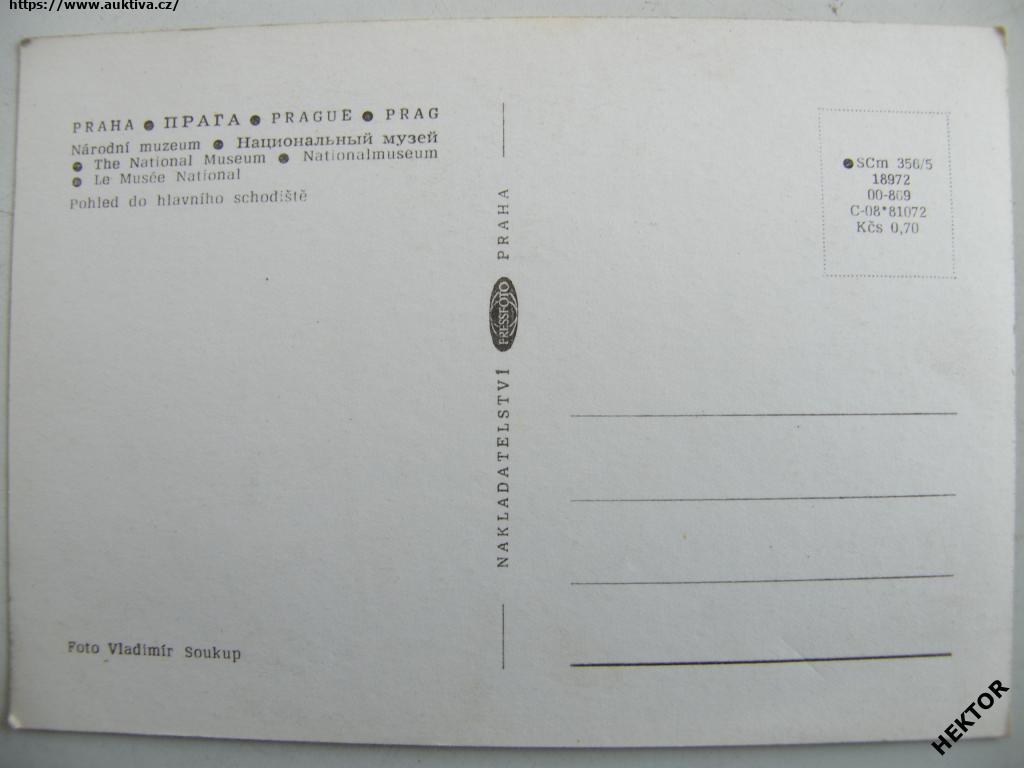 https://www.auktiva.cz/
PRAHA ● ПРАГА ● PRAGUE ● PRAG
Národní muzeum ● Национальный музей
● The National Museum ● Nationalmuseum
● Le Musée National
Pohled do hlavního schodiště
Foto Vladimír Soukup
NAKLADATELSTVÍ PRESSFOTO PRAHA
● SCm 356/5
18972
00-869
C-08*81072
Kčs 0,70
HEKTOR